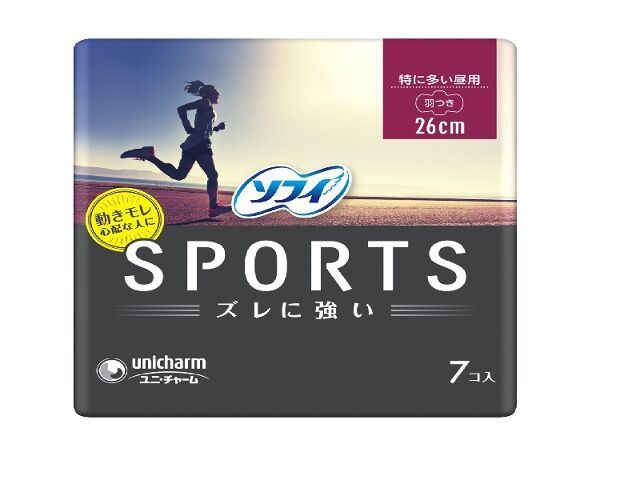 特に多い昼用
羽つき
26cm
ソフィ
動きモレ
心配な人に
SPORTS
ズレに強い
unicharm
ユニ・チャーム
7コ入